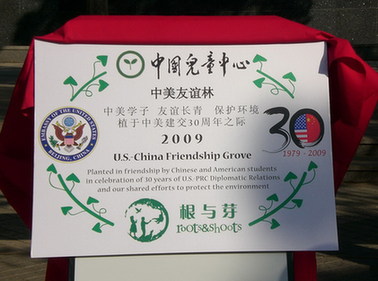 中国儿童中心
中美友谊林
中美学子 友谊长青 保护环境
植于中美建交30周年之际
2009
U.S.-China Friendship Grove
Planted in friendship by Chinese and American students
in celebration of 30 years of U.S.-PRC Diplomatic Relations
and our shared efforts to protect the environment
EMBASSY OF THE UNITED STATES
BEIJING, CHINA
30
1979 - 2009
根与芽
roots&shoots